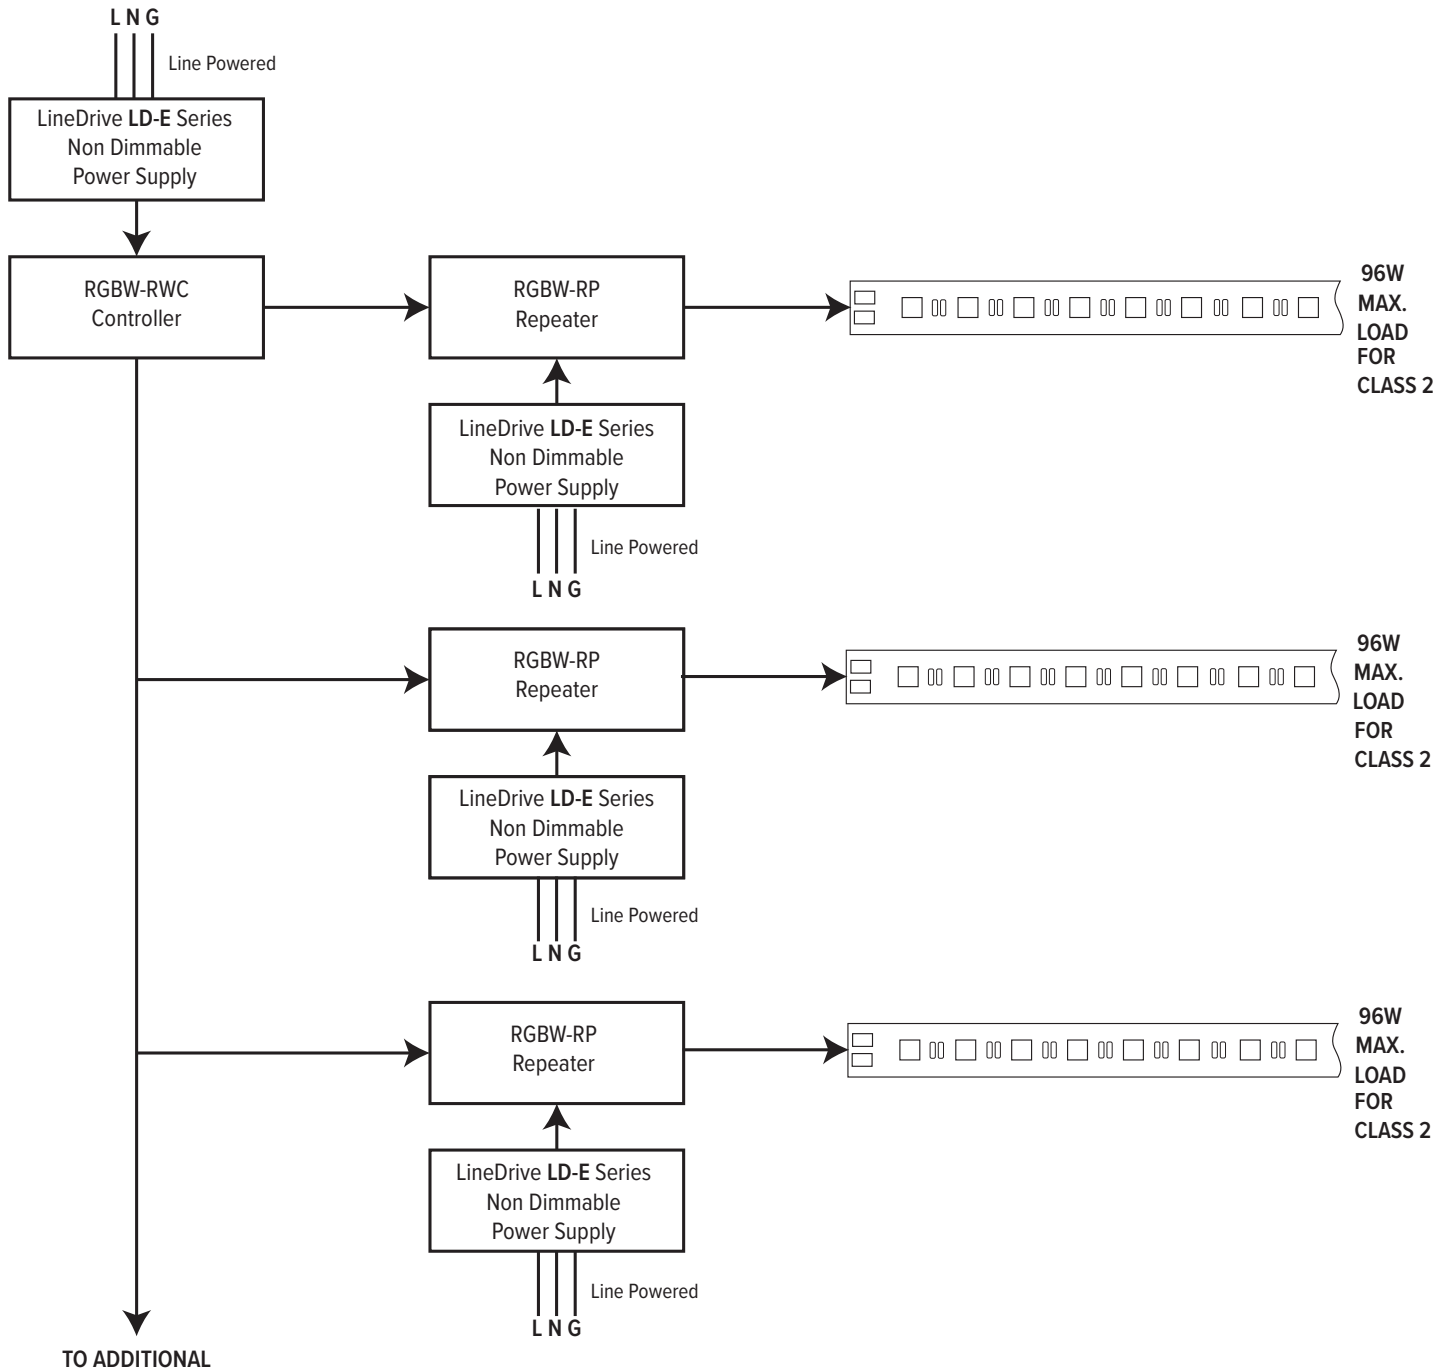 L N G
Line Powered
LineDrive LD-E Series
Non Dimmable
Power Supply
RGBW-RWC
Controller
RGBW-RP
Repeater
96W
MAX.
LOAD
FOR
CLASS 2
LineDrive LD-E Series
Non Dimmable
Power Supply
Line Powered
L N G
RGBW-RP
Repeater
96W
MAX.
LOAD
FOR
CLASS 2
LineDrive LD-E Series
Non Dimmable
Power Supply
Line Powered
L N G
RGBW-RP
Repeater
96W
MAX.
LOAD
FOR
CLASS 2
LineDrive LD-E Series
Non Dimmable
Power Supply
Line Powered
L N G
TO ADDITIONAL